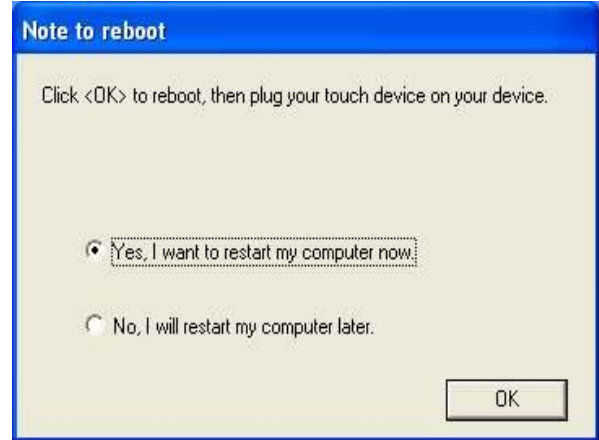 Note to reboot
Click <OK> to reboot, then plug your touch device on your device.
Yes, I want to restart my computer now.
No, I will restart my computer later.
OK